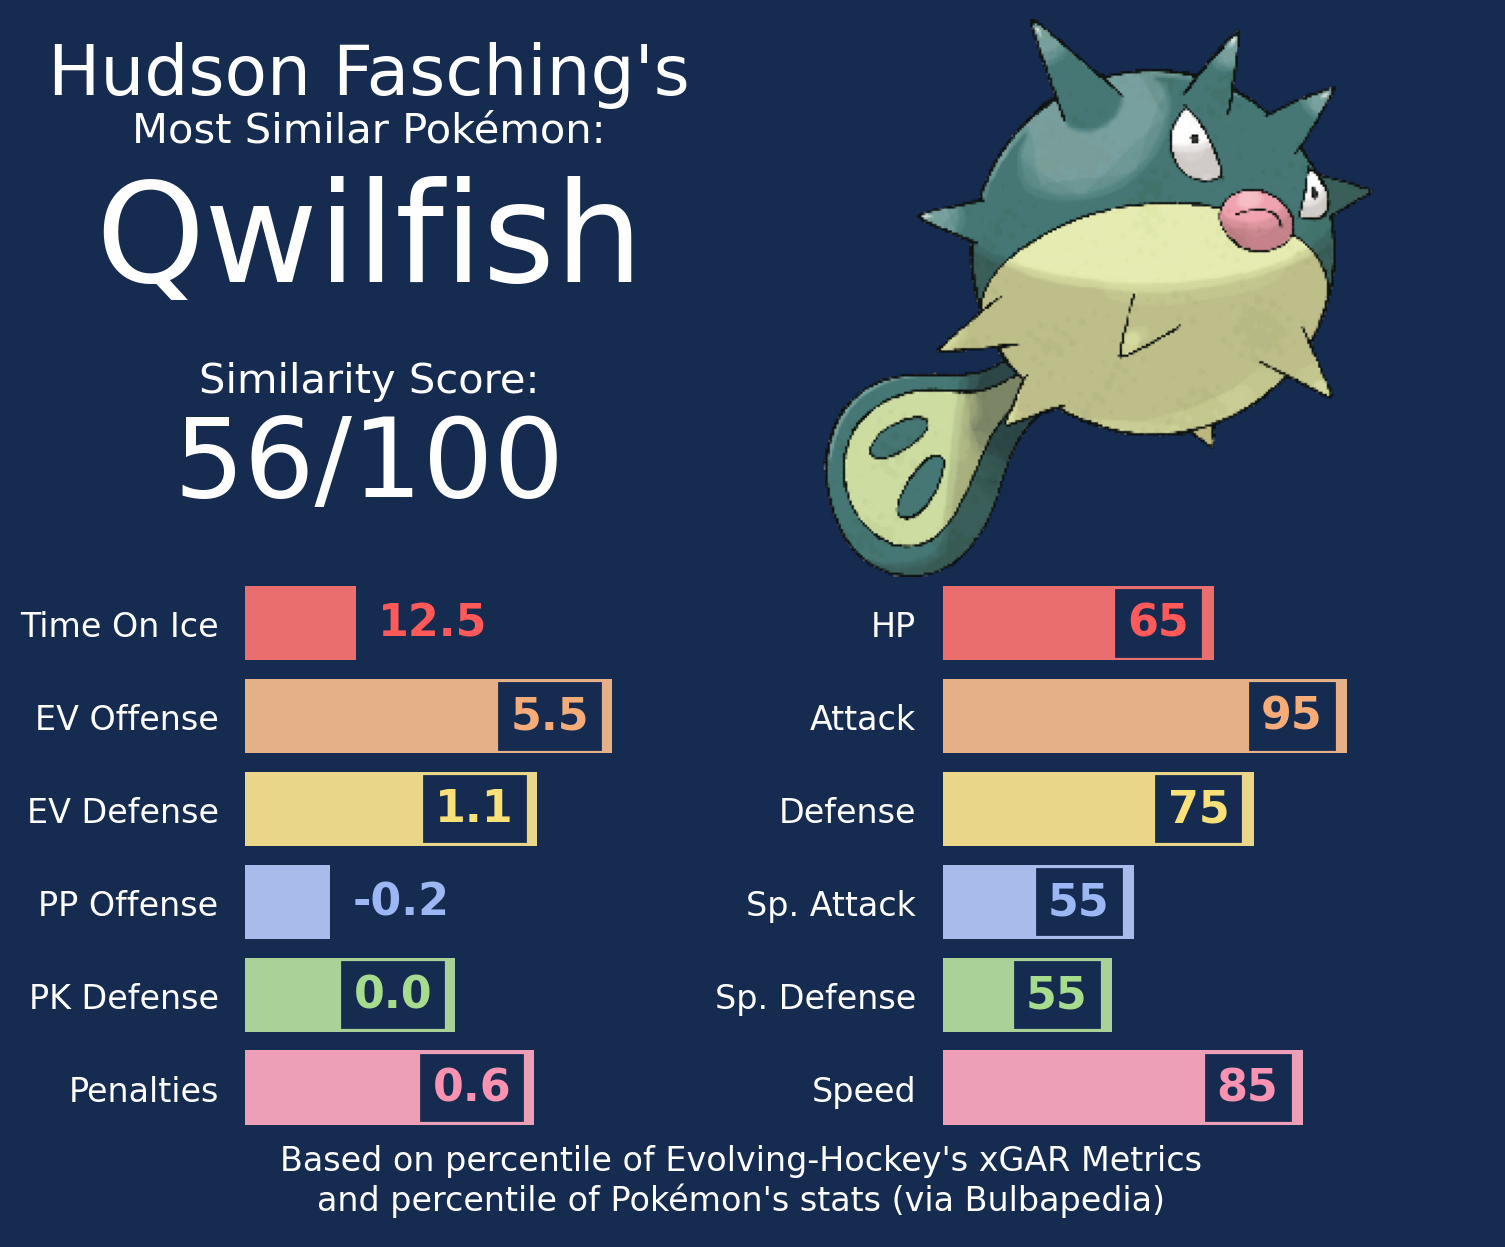 Hudson Fasching's
Most Similar Pokémon:
Qwilfish
Similarity Score:
56/100
Time On Ice 12.5
EV Offense 5.5
EV Defense 1.1
PP Offense -0.2
PK Defense 0.0
Penalties 0.6
HP 65
Attack 95
Defense 75
Sp. Attack 55
Sp. Defense 55
Speed 85
Based on percentile of Evolving-Hockey's xGAR Metrics
and percentile of Pokémon's stats (via Bulbapedia)